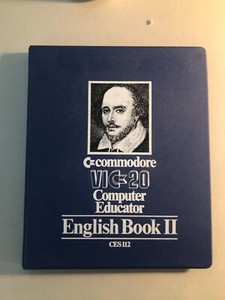 commodore
VIC-20
Computer
Educator
English Book II
CES 112